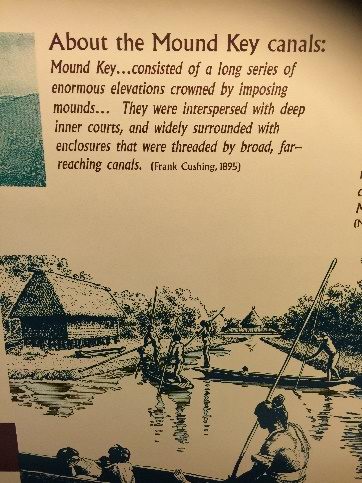 About the Mound Key canals:
Mound Key...consisted of a long series of
enormous elevations crowned by imposing
mounds... They were interspersed with deep
inner courts, and widely surrounded with
enclosures that were threaded by broad, far-
reaching canals. (Frank Cushing, 1895)